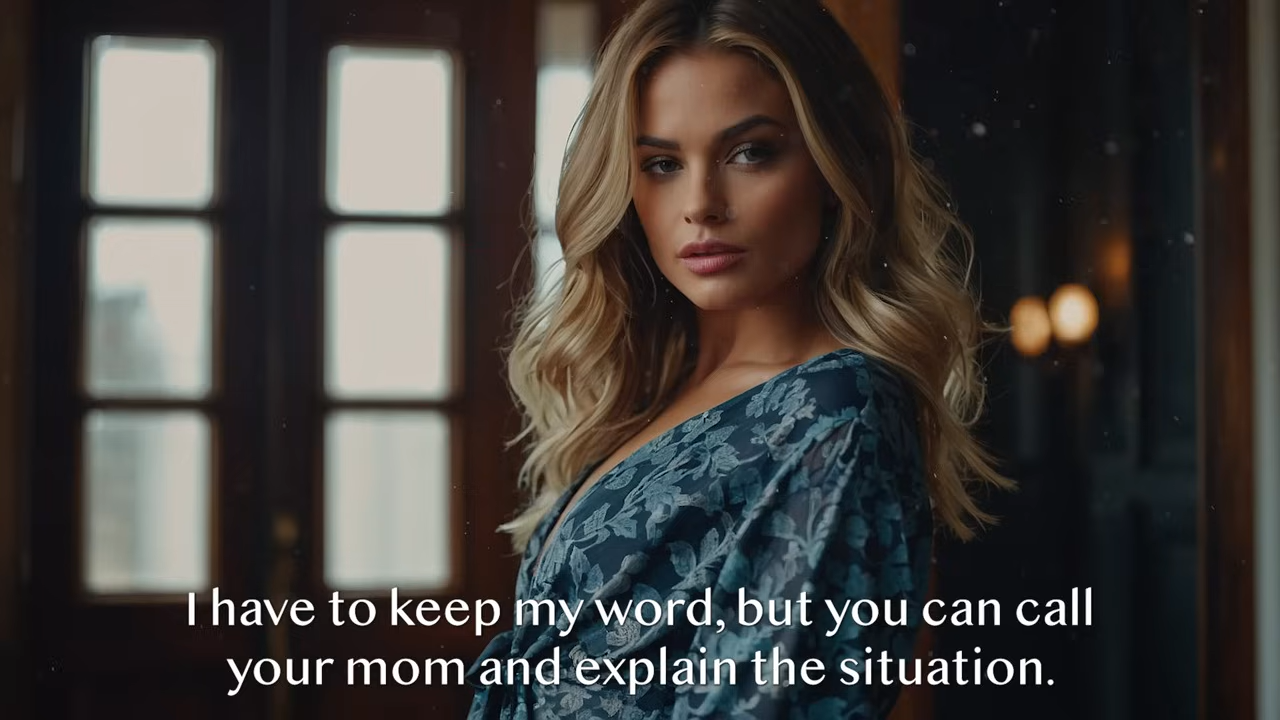 I have to keep my word, but you can call
your mom and explain the situation.